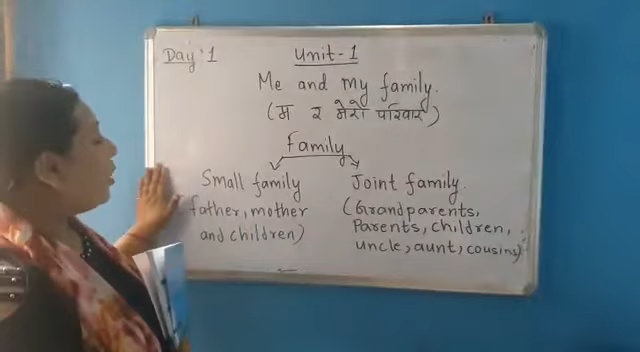 Day: 1
Unit-1
Me and my family.
(म र मेरो परिवार)
Family
Small family
father, mother
and children)
Joint family.
(Grandparents,
Parents, children,
uncle, aunt, cousins)